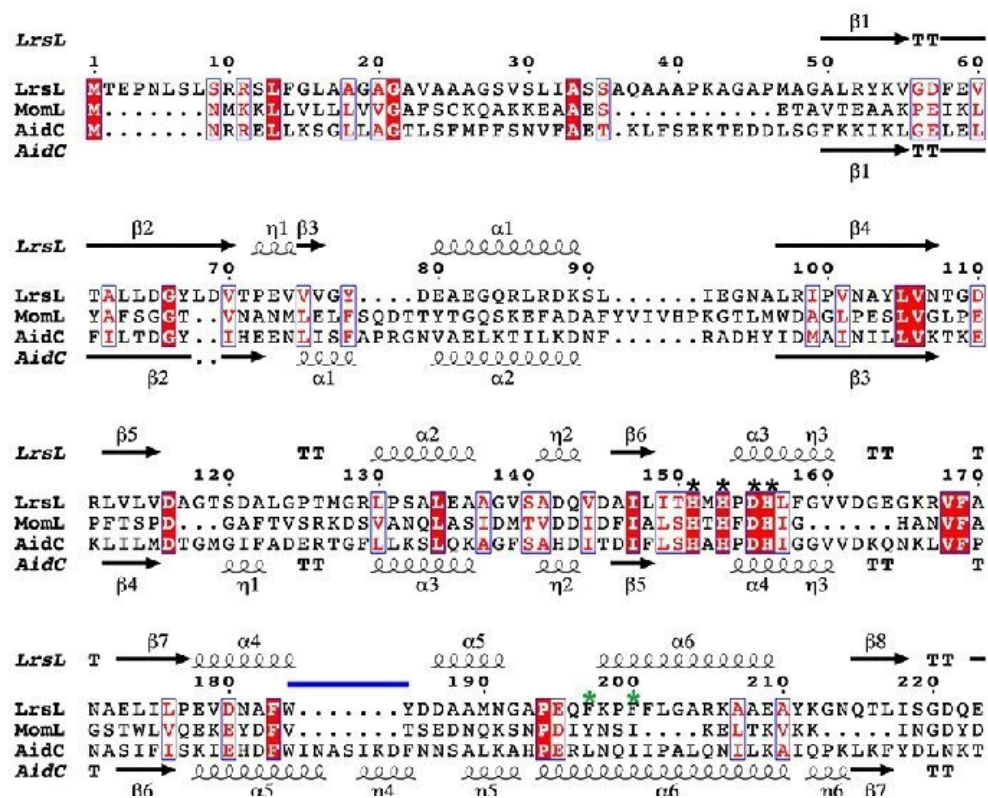 LrsL β1 TT
1 10 20 30 40 50 60
LrsL MTEPNLSLSRRSLFGLAAGAGAVAAAGSVSLIASSAQAAAPKAGAPMAGALRYKVGDFEV
MomL M.......NMKKLLVLLLVVGAFSCKQAKKEAAES..........ETAVTEAAKPEIKL
AidC M.......NRRELLKSGLLAGTLSFMPFSNVFAET.KLFSEKTEDDLSGFKKIKLGELEL
AidC β1 TT
LrsL β2 η1 β3 α1 β4
70 80 90 100 110
LrsL TALLDGYLDVTPEVVVGY....DEAEGQRLRDKSL.....IEGNALRIPVNAYLVNTGD
MomL YAFSGGT..VNANMLELFSQDTTYTGQSKEFADAFYVIVHPKGTLMWDAGLPESLVGLPE
AidC FILTDGY..IHEENLISFAPRGNVAELKTILKDNF.....RADHYIDMAINILLVKTKE
AidC β2 α1 α2 β3
LrsL β5 TT α2 η2 β6 α3 η3 TT T
120 130 140 150 * * ** 160 170
LrsL RLVLVDAGTSDALGPTMGRLPSALEAAGVSADQVDAILITHMHPDHLFGVVDGEGKRVFA
MomL PFTSPD...GAFTVSRKDSVANQLASIDMTVDDIDFIALSHTHFDHIG......HANVFA
AidC KLILMDTGMGIFADERTGFLLKSLQKAGFSAHDITDIFLSHAHPDHIGGVVDKQNKLVFP
AidC β4 η1 TT α3 η2 β5 α4 η3 TT T
LrsL T β7 α4 α5 α6 β8 TT
180 190 * 200 * 210 220
LrsL NAELILPEVDNAFW.......YDDAAMNGAPEQFKPFFLGARKAAEAYKGNQTLISGDQE
MomL GSTWLVQEKEYDFV.......TSEDNQKSNPDIYNSI....KELTKVKK.....INGDYD
AidC NASIFISKIEHDFWINASIKDFNNSALKAHPERLNQIIPALQNILKAIQPKLKFYDLNKT
AidC T β6 α5 η4 η5 α6 η6 β7 TT